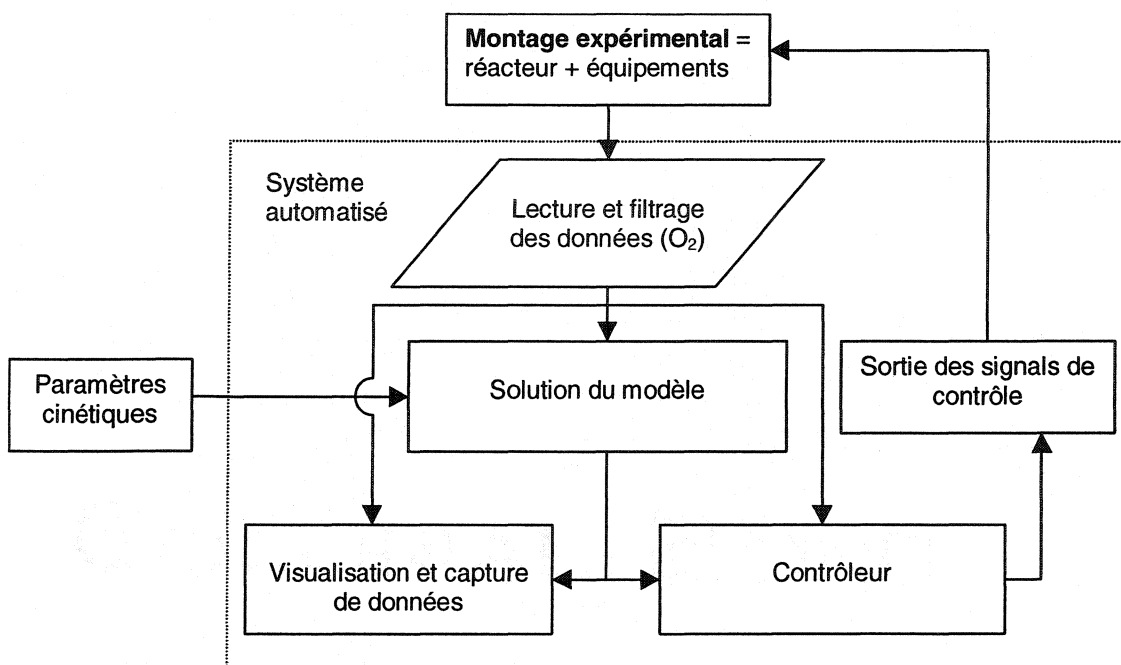 Montage expérimental =
réacteur + équipements
Système
automatisé
Lecture et filtrage
des données (O₂)
Paramètres
cinétiques
Solution du modèle
Sortie des signals de
contrôle
Visualisation et capture
de données
Contrôleur